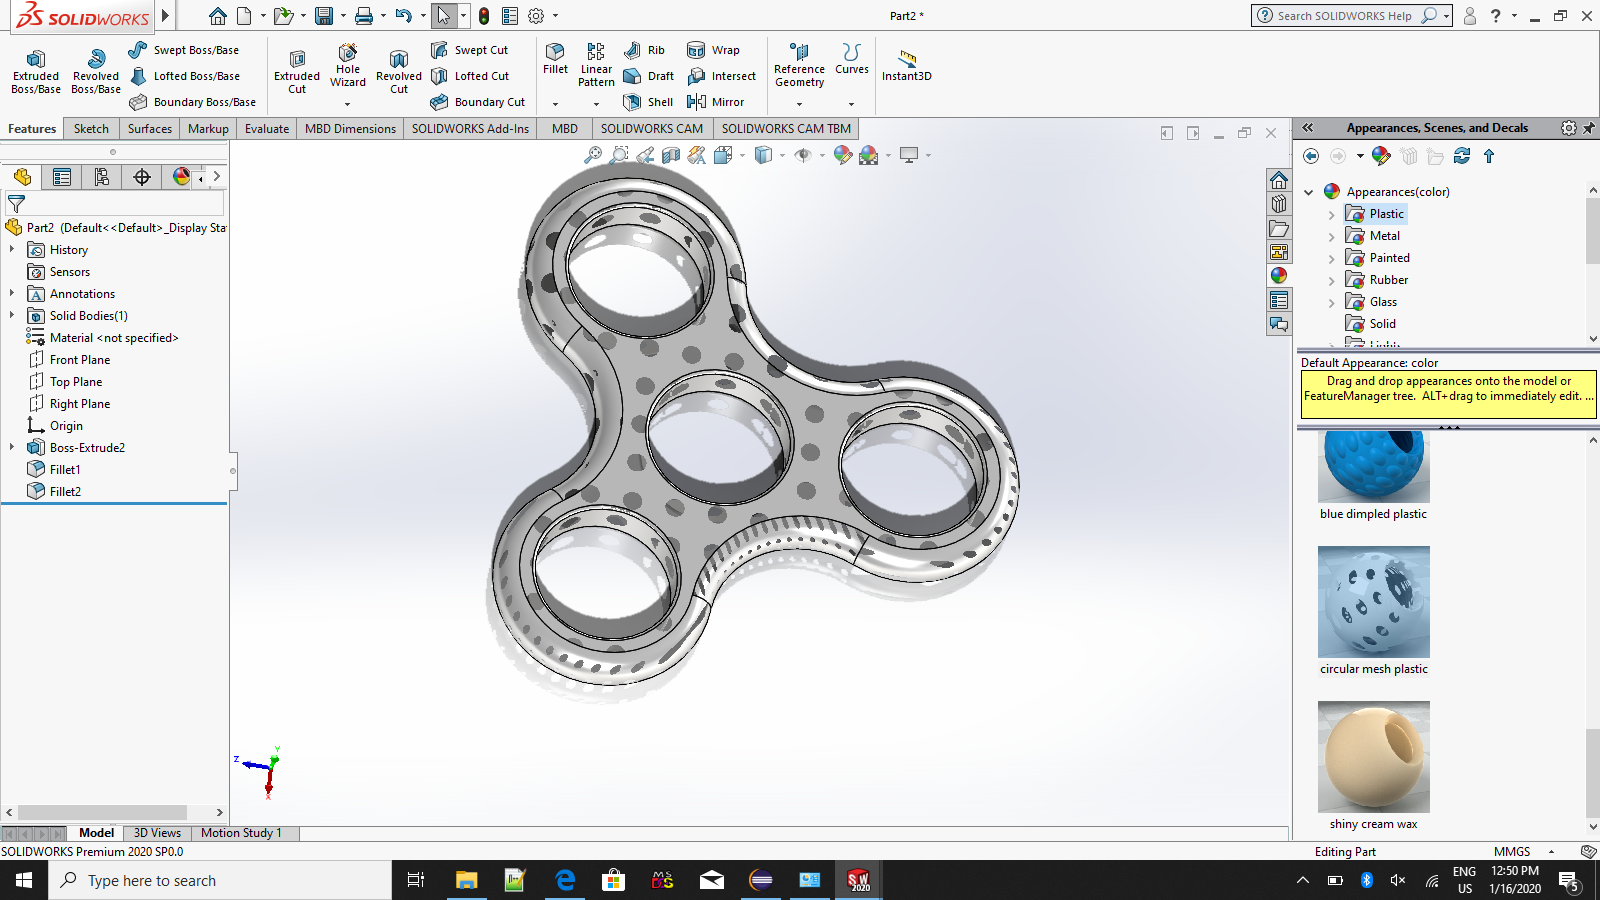 SOLIDWORKS
Part2 *
Search SOLIDWORKS Help
?
Extruded Boss/Base
Revolved Boss/Base
Swept Boss/Base
Lofted Boss/Base
Boundary Boss/Base
Extruded Cut
Hole Wizard
Revolved Cut
Swept Cut
Lofted Cut
Boundary Cut
Fillet
Linear Pattern
Rib
Draft
Shell
Wrap
Intersect
Mirror
Reference Geometry
Curves
Instant3D
Features
Sketch
Surfaces
Markup
Evaluate
MBD Dimensions
SOLIDWORKS Add-Ins
MBD
SOLIDWORKS CAM
SOLIDWORKS CAM TBM
Part2 (Default<<Default>_Display Sta
History
Sensors
Annotations
Solid Bodies(1)
Material <not specified>
Front Plane
Top Plane
Right Plane
Origin
Boss-Extrude2
Fillet1
Fillet2
Y
Z
X
Appearances, Scenes, and Decals
Appearances(color)
Plastic
Metal
Painted
Rubber
Glass
Solid
Default Appearance: color
Drag and drop appearances onto the model or
FeatureManager tree. ALT+drag to immediately edit. ...
blue dimpled plastic
circular mesh plastic
shiny cream wax
Model
3D Views
Motion Study 1
SOLIDWORKS Premium 2020 SP0.0
Editing Part
MMGS
Type here to search
SW
2020
ENG
US
12:50 PM
1/16/2020
5